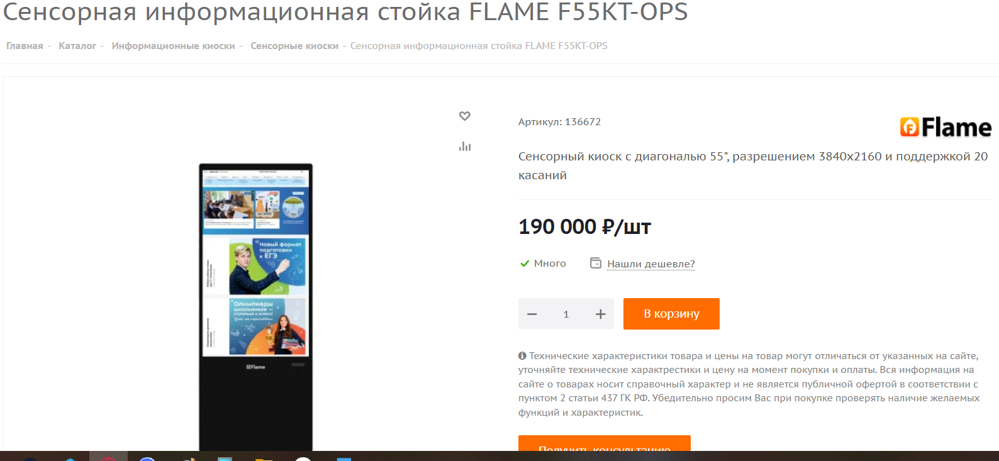 Сенсорная информационная стойка FLAME F55KT-OPS
Главная - Каталог - Информационные киоски - Сенсорные киоски - Сенсорная информационная стойка FLAME F55KT-OPS
Артикул: 136672
Flame
Сенсорный киоск с диагональю 55", разрешением 3840x2160 и поддержкой 20
касаний
190 000 ₽/шт
Много
Нашли дешевле?
1
В корзину
Технические характеристики товара и цены на товар могут отличаться от указанных на сайте,
уточняйте технические характрестики и цену на момент покупки и оплаты. Вся информация на
сайте о товарах носит справочный характер и не является публичной офертой в соответствии с
пунктом 2 статьи 437 ГК РФ. Убедительно просим Вас при покупке проверять наличие желаемых
функций и характеристик.
Получить консультацию
Новый формат
подготовки
к ЕГЭ
Олимпиады
школьников —
ступенька к успеху!
Flame